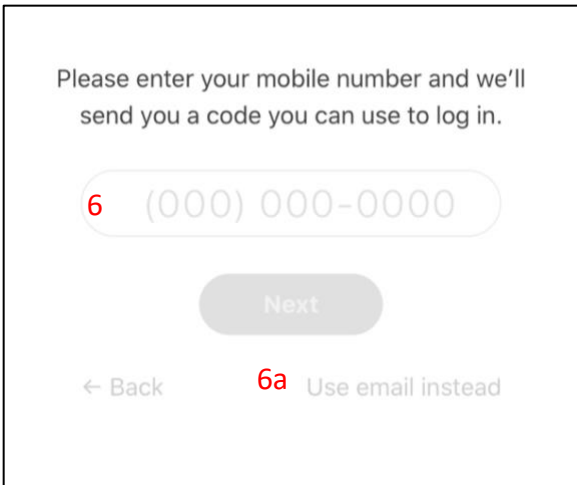 Please enter your mobile number and we’ll
send you a code you can use to log in.
6 (000) 000-0000
Next
← Back 6a Use email instead